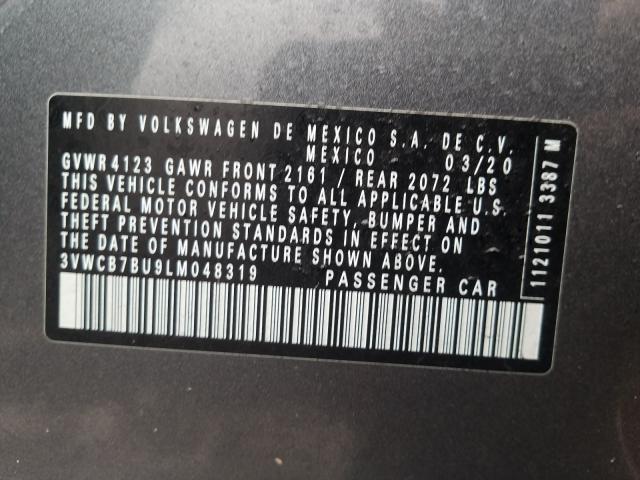 MFD BY VOLKSWAGEN DE MEXICO S.A. DE C.V.
MEXICO 03/20
GVWR 4123 GAWR FRONT 2161 / REAR 2072 LBS
THIS VEHICLE CONFORMS TO ALL APPLICABLE U.S.
FEDERAL MOTOR VEHICLE SAFETY, BUMPER AND
THEFT PREVENTION STANDARDS IN EFFECT ON
THE DATE OF MANUFACTURE SHOWN ABOVE.
3VWCB7BU9LM048319 PASSENGER CAR
1121011 3387 M